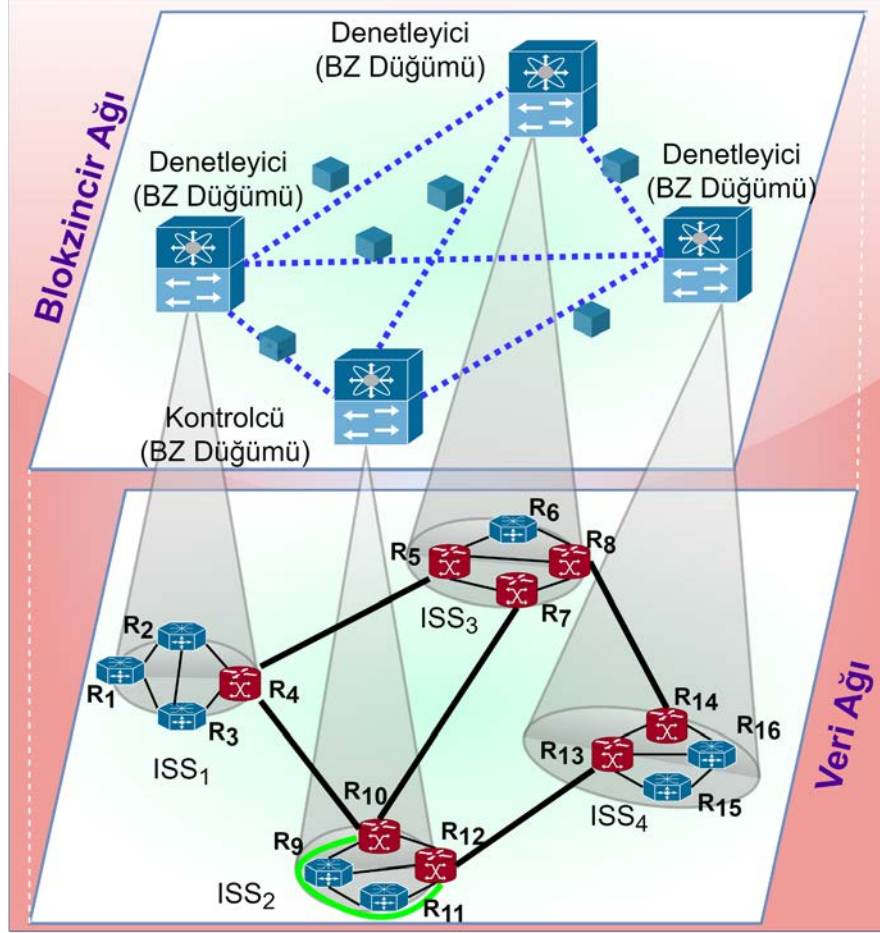 Denetleyici
(BZ Düğümü)
Denetleyici
(BZ Düğümü)
Denetleyici
(BZ Düğümü)
Blokzincir Ağı
Kontrolcü
(BZ Düğümü)
R6
R5
R8
R7
ISS3
R2
R1
R4
R3
ISS1
R14
R16
R13
R15
ISS4
Veri Ağı
R10
R12
R9
R11
ISS2